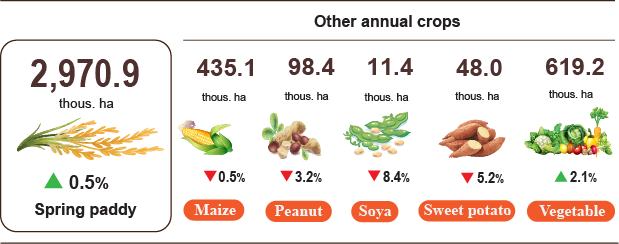 Other annual crops
2,970.9
thous. ha
▲ 0.5%
Spring paddy
435.1
thous. ha
▼ 0.5%
Maize
98.4
thous. ha
▼ 3.2%
Peanut
11.4
thous. ha
▼ 8.4%
Soya
48.0
thous. ha
▼ 5.2%
Sweet potato
619.2
thous. ha
▲ 2.1%
Vegetable